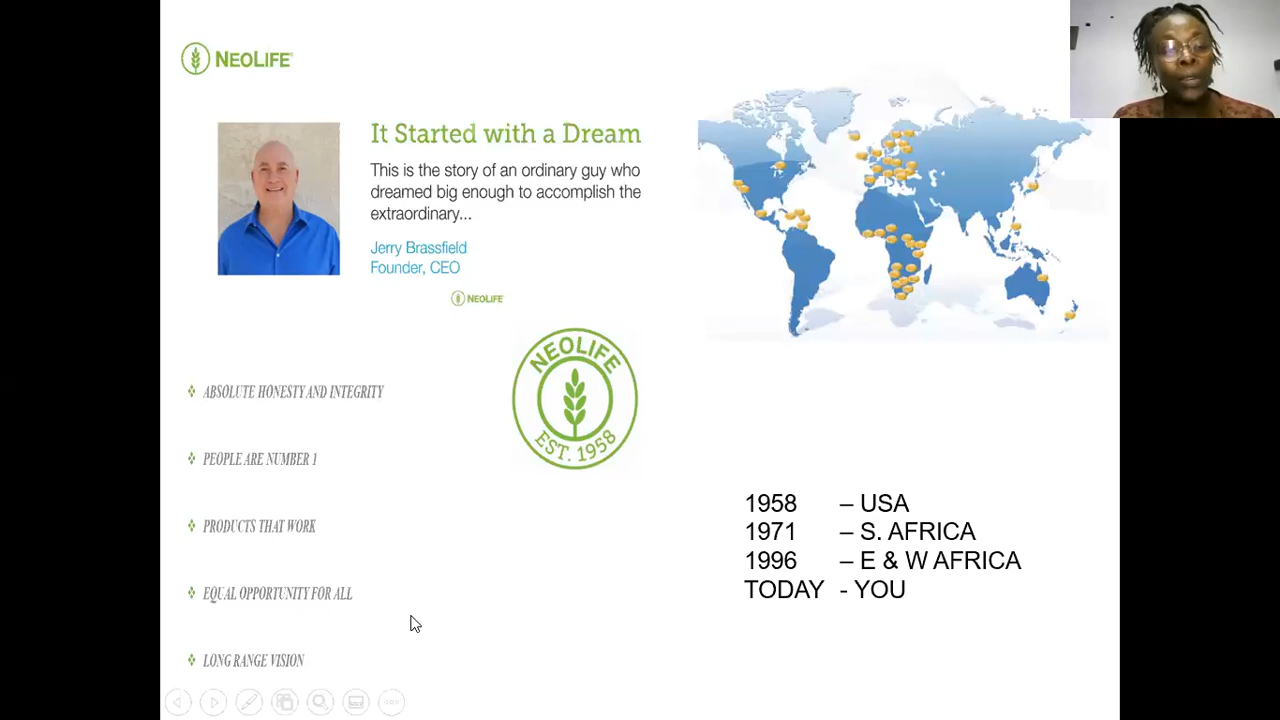 NEOLIFE
It Started with a Dream
This is the story of an ordinary guy who
dreamed big enough to accomplish the
extraordinary...
Jerry Brassfield
Founder, CEO
NEOLIFE
NEOLIFE
EST. 1958
ABSOLUTE HONESTY AND INTEGRITY
PEOPLE ARE NUMBER 1
PRODUCTS THAT WORK
EQUAL OPPORTUNITY FOR ALL
LONG RANGE VISION
1958 – USA
1971 – S. AFRICA
1996 – E & W AFRICA
TODAY - YOU